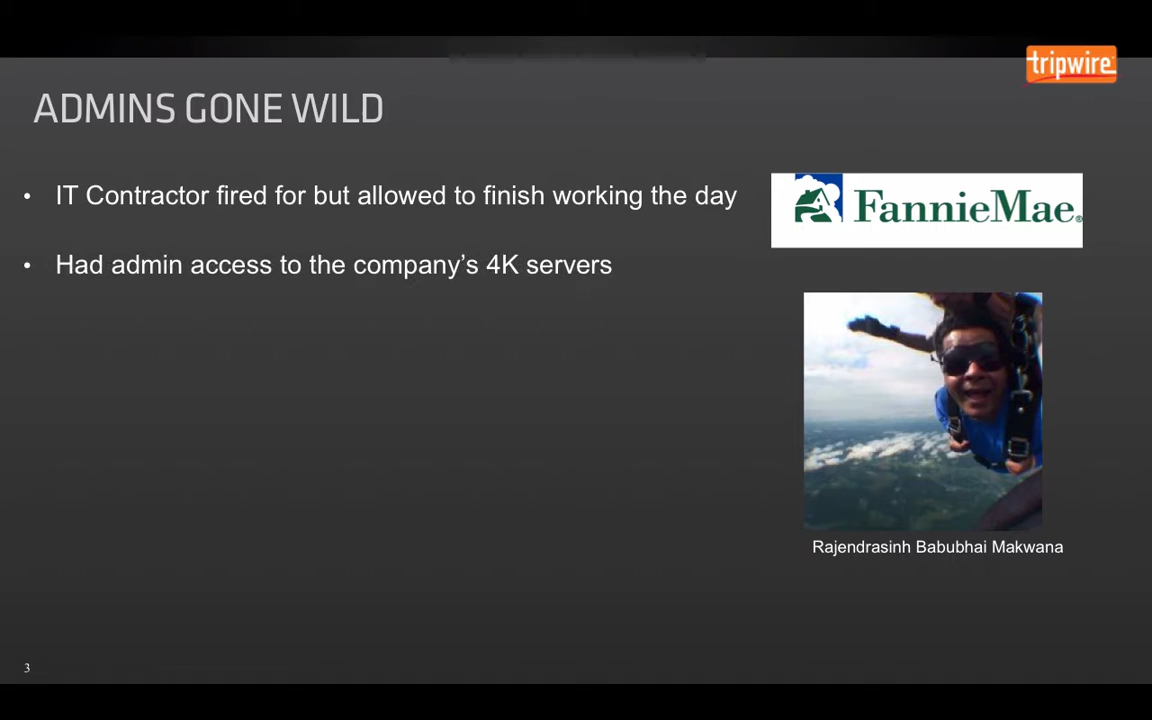 tripwire
ADMINS GONE WILD
• IT Contractor fired for but allowed to finish working the day
• Had admin access to the company’s 4K servers
FannieMae®
Rajendrasinh Babubhai Makwana
3